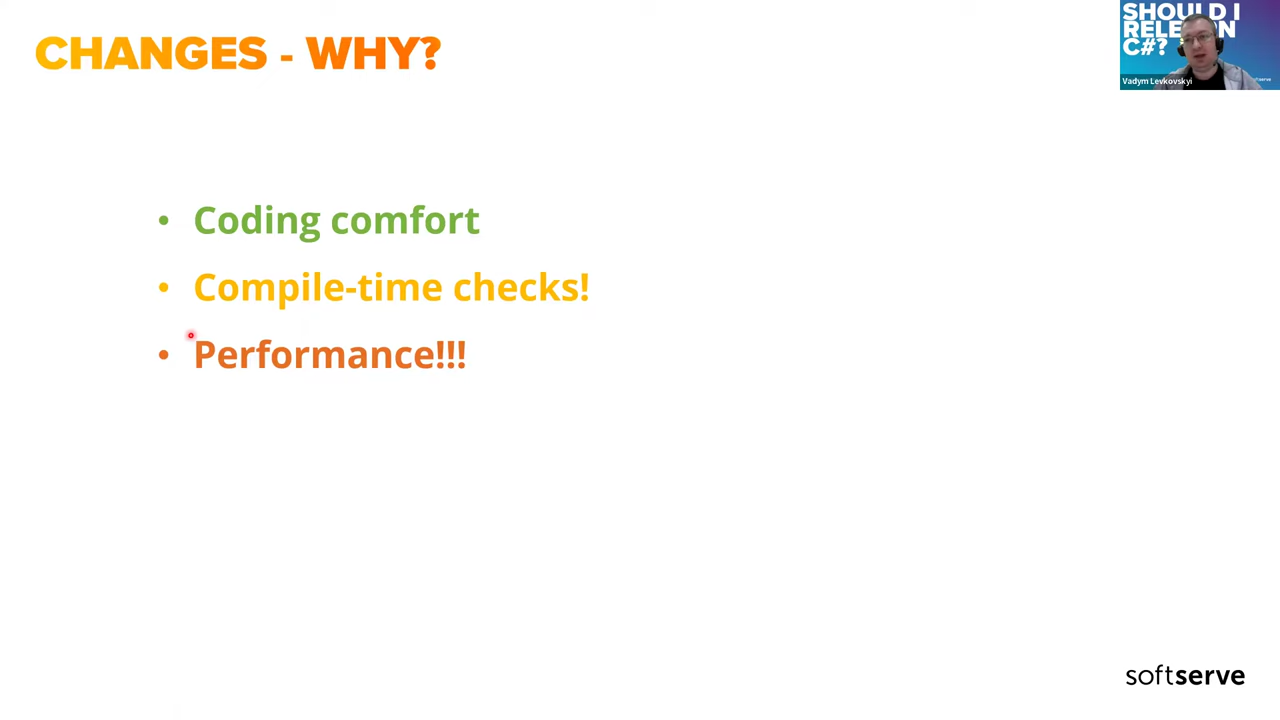 CHANGES - WHY?
SHOULD I
C#?
Vadym Levkovskyi
• Coding comfort
• Compile-time checks!
• Performance!!!
softserve